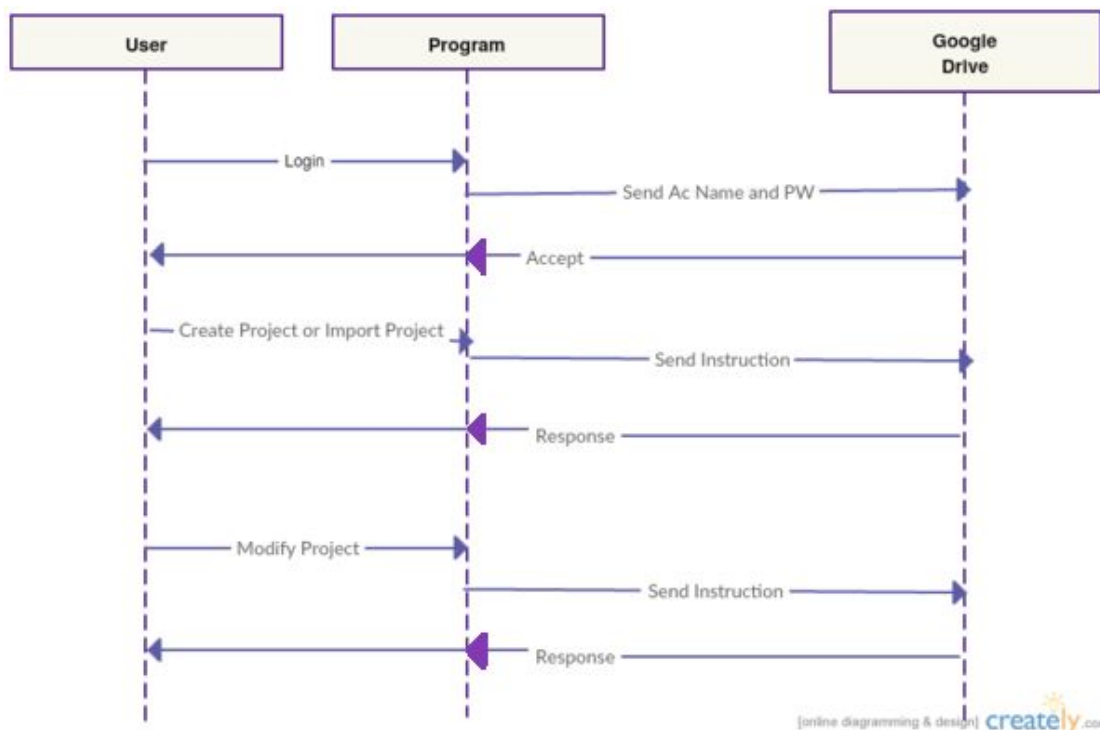 User
Program
Google
Drive
Login
Send Ac Name and PW
Accept
Create Project or Import Project
Send Instruction
Response
Modify Project
Send Instruction
Response
[online diagramming & design] creately.com